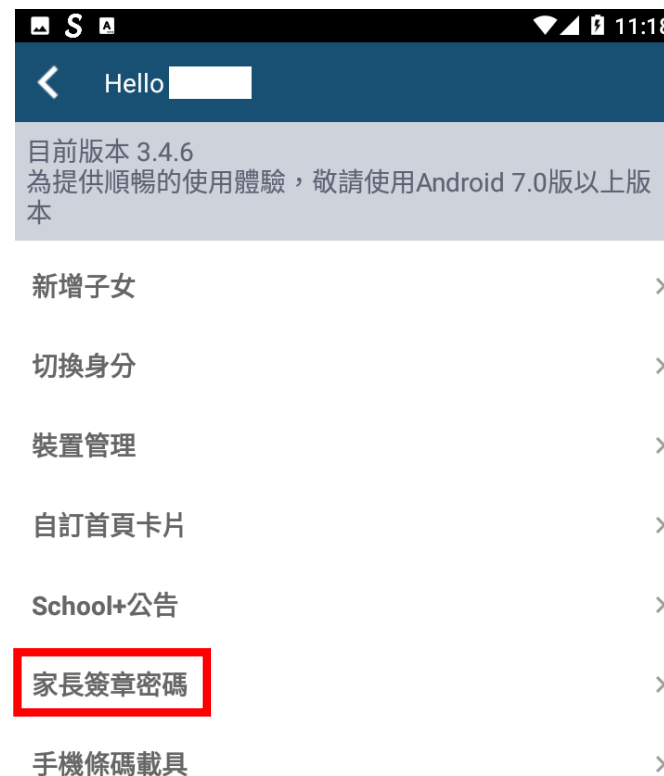 S A 11:18
Hello
目前版本 3.4.6
為提供順暢的使用體驗，敬請使用Android 7.0版以上版
本
新增子女
切換身分
裝置管理
自訂首頁卡片
School+公告
家長簽章密碼
手機條碼載具